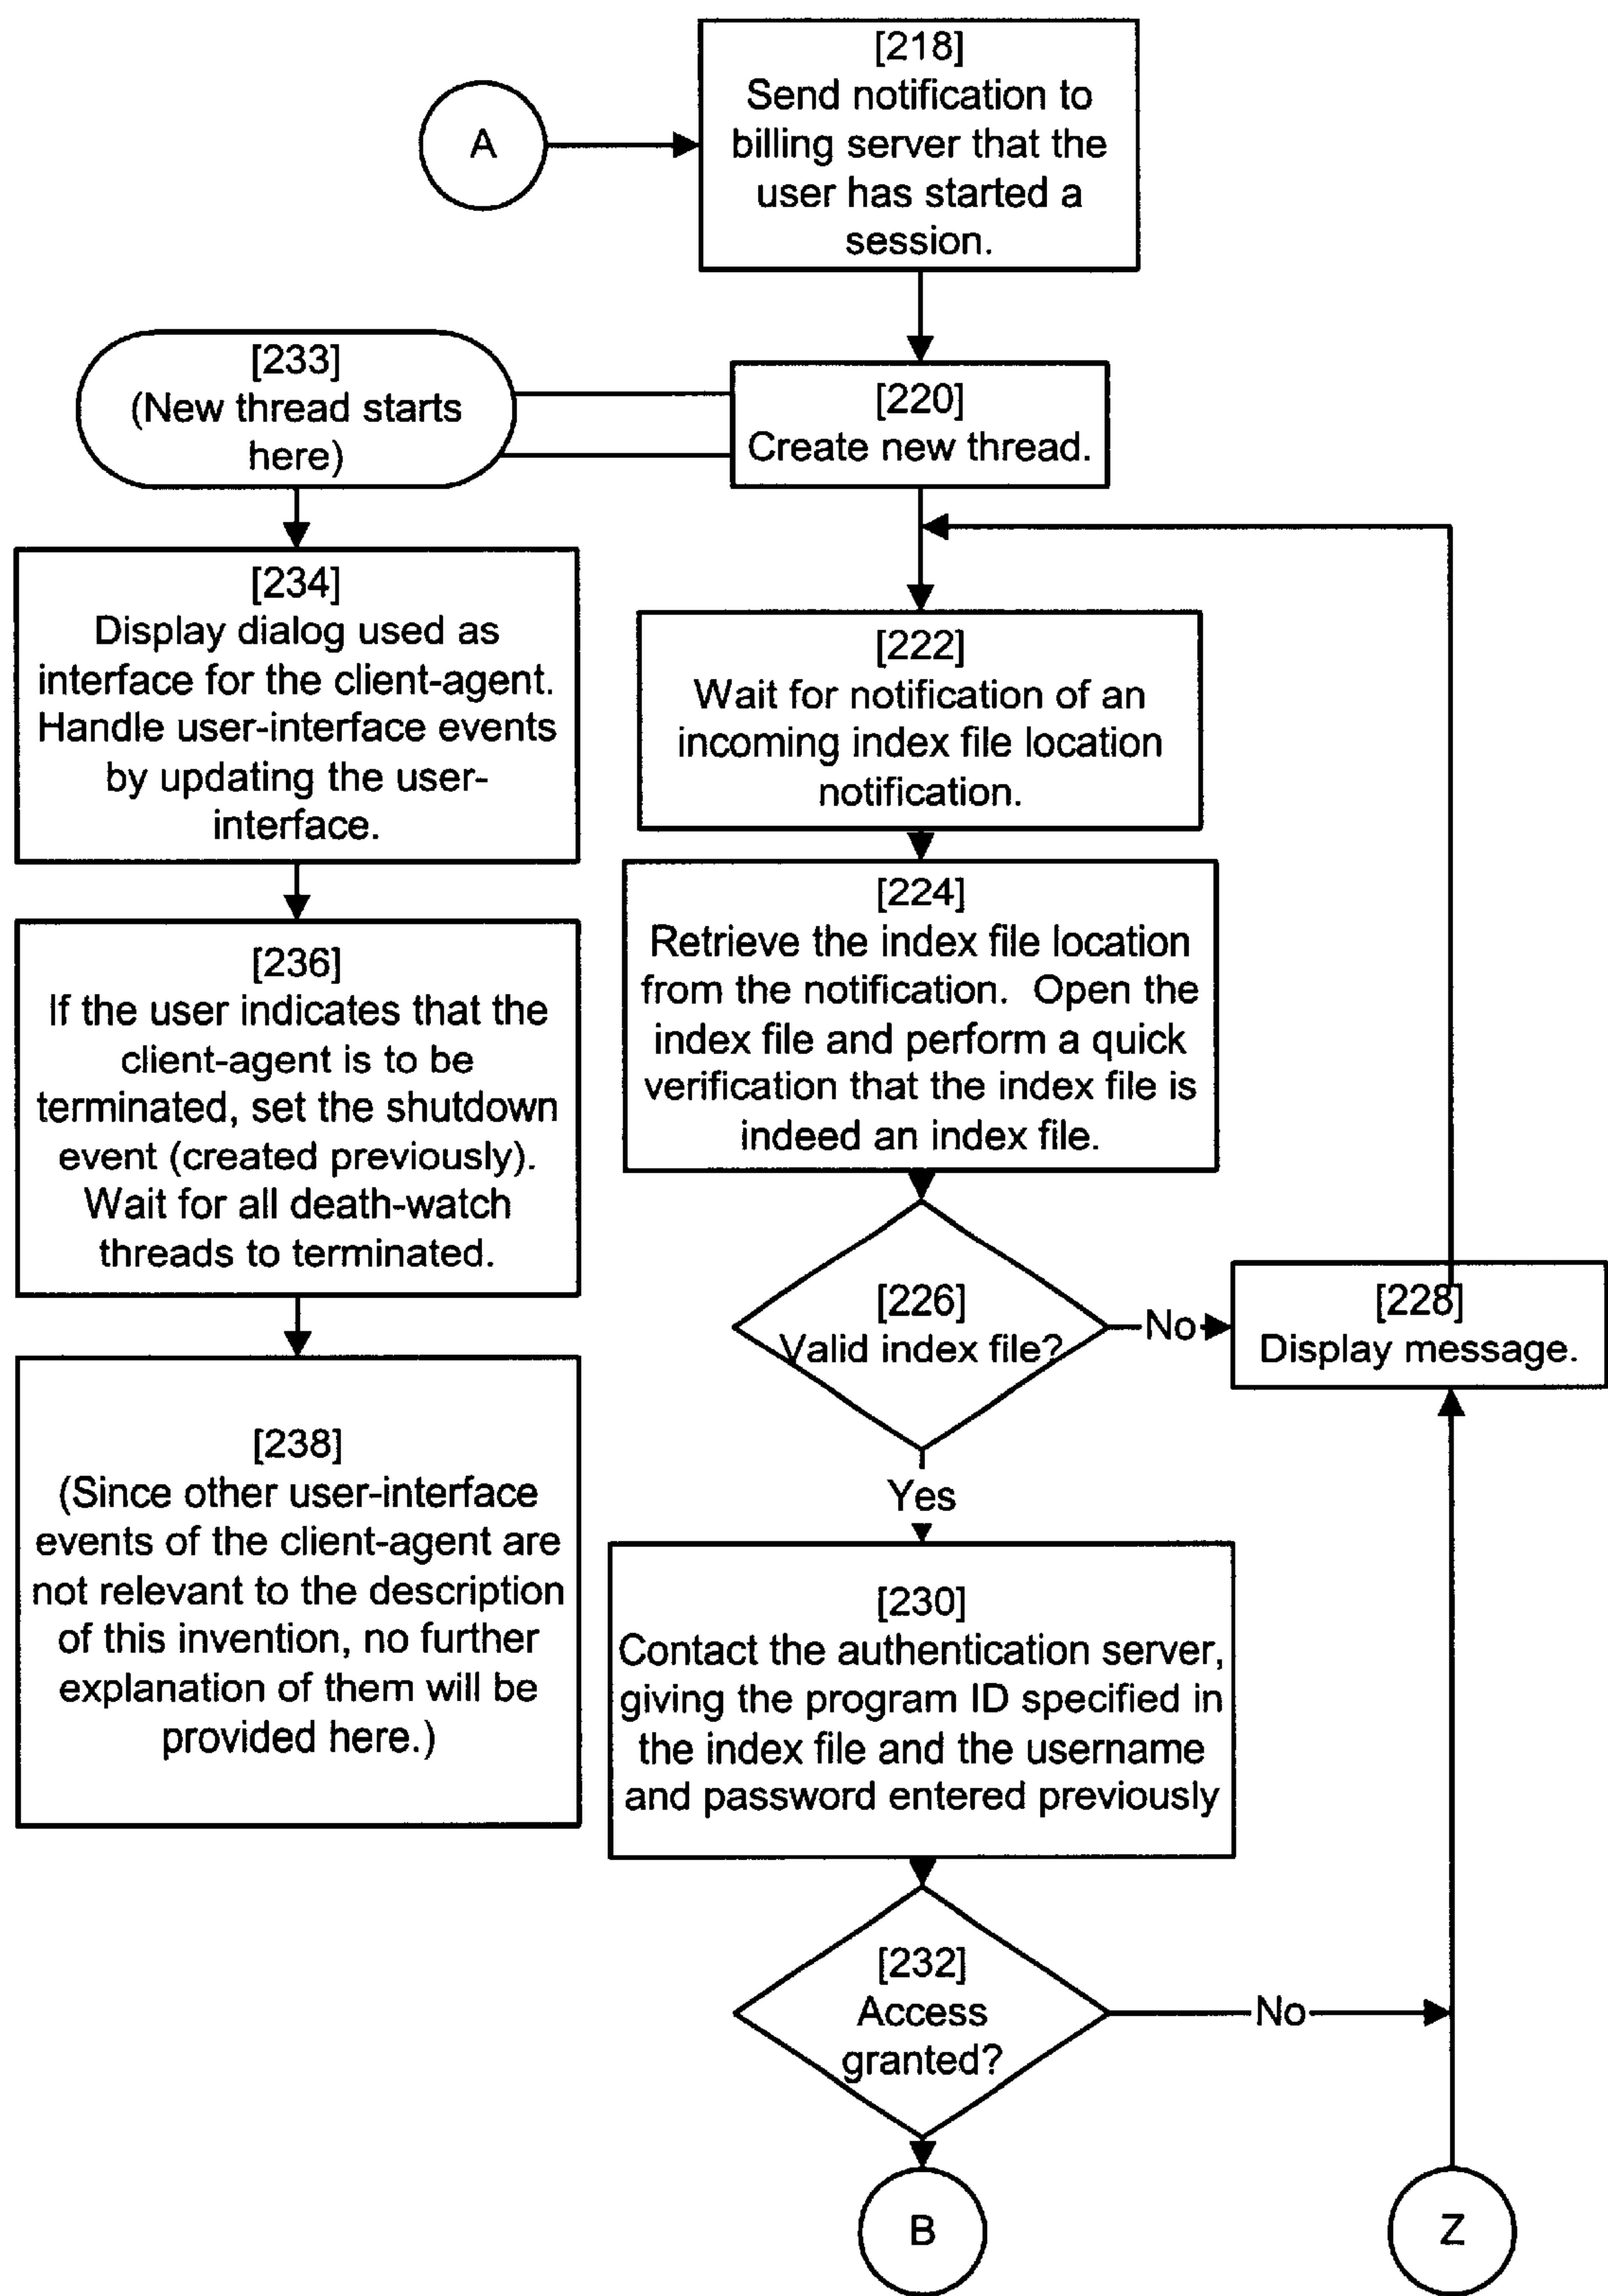 [218]
Send notification to
billing server that the
user has started a
session.
A
[233]
(New thread starts
here)
[220]
Create new thread.
[234]
Display dialog used as
interface for the client-agent.
Handle user-interface events
by updating the user-
interface.
[222]
Wait for notification of an
incoming index file location
notification.
[224]
Retrieve the index file location
from the notification. Open the
index file and perform a quick
verification that the index file is
indeed an index file.
[236]
If the user indicates that the
client-agent is to be
terminated, set the shutdown
event (created previously).
Wait for all death-watch
threads to terminated.
[226]
Valid index file?
No
[228]
Display message.
[238]
(Since other user-interface
events of the client-agent are
not relevant to the description
of this invention, no further
explanation of them will be
provided here.)
Yes
[230]
Contact the authentication server,
giving the program ID specified in
the index file and the username
and password entered previously
[232]
Access
granted?
No
B
Z